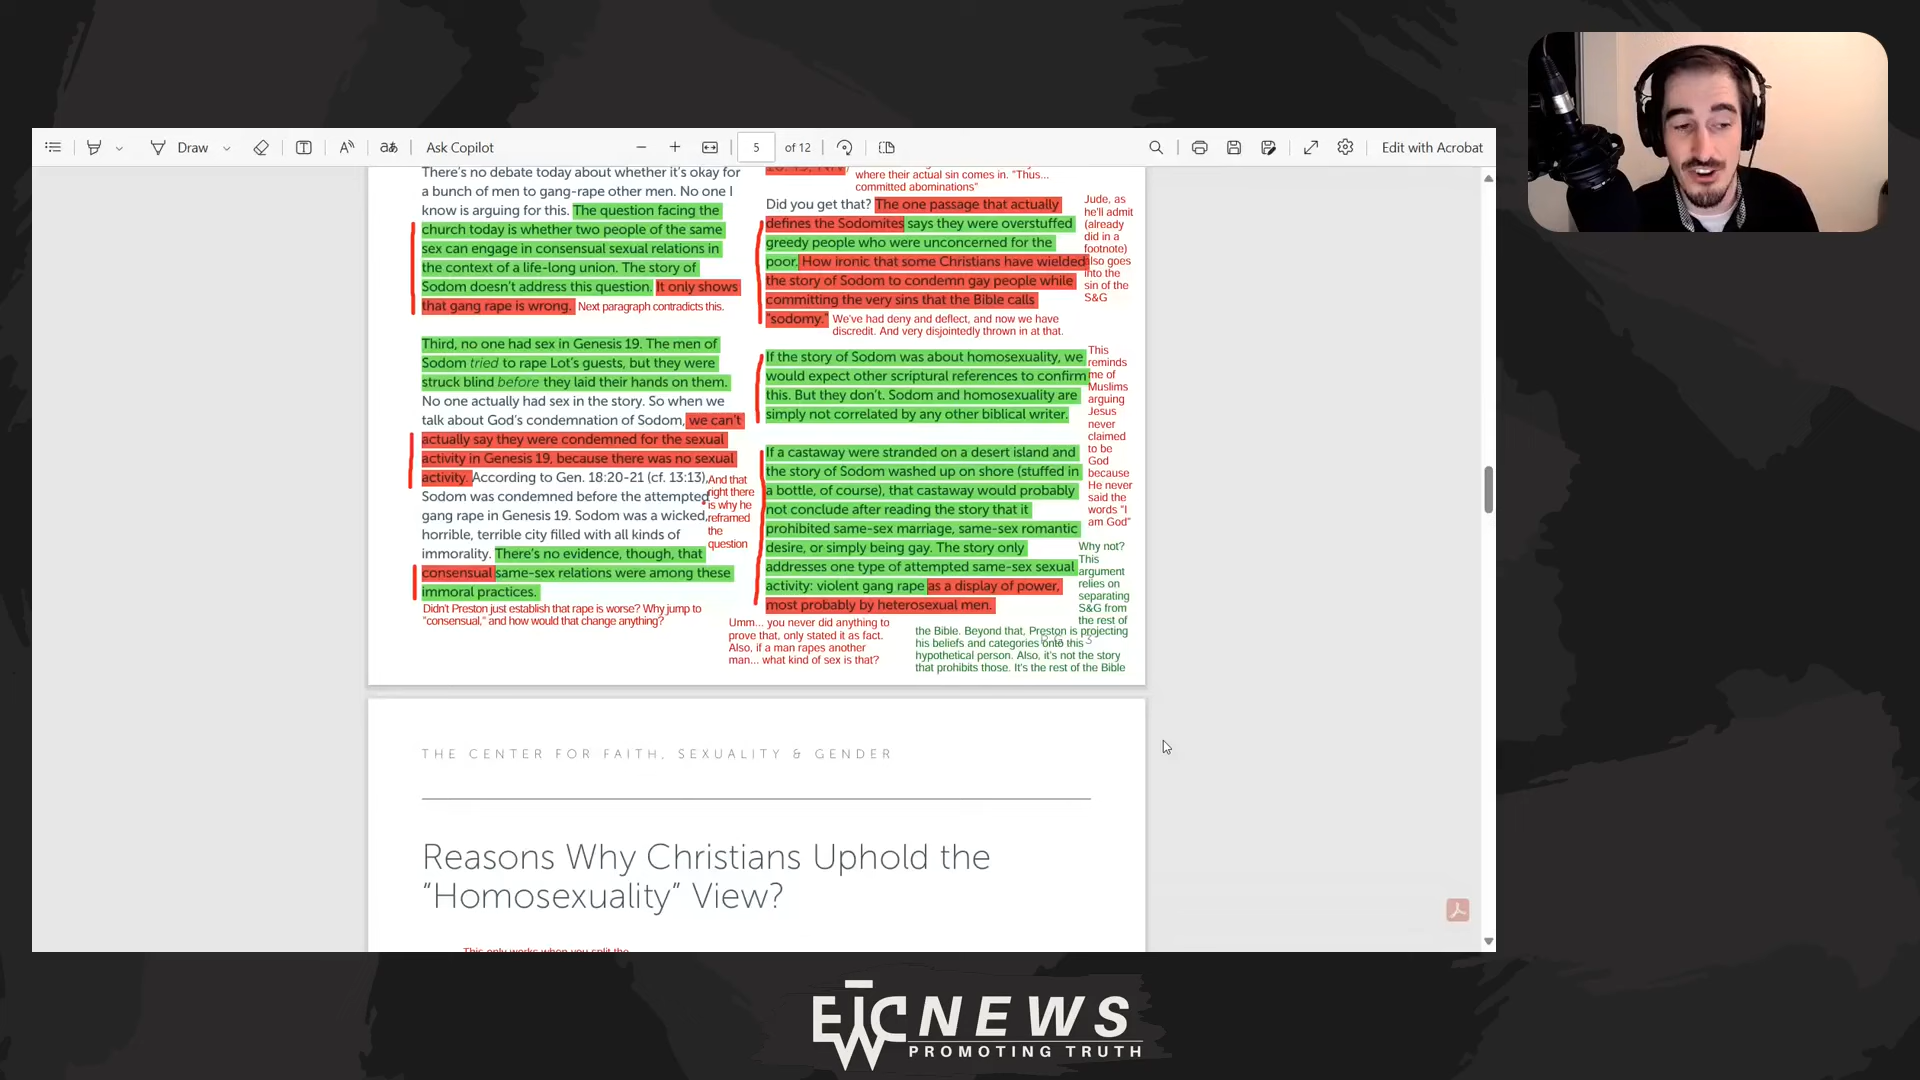 Draw
Ask Copilot
5
of 12
Edit with Acrobat
There's no debate today about whether it's okay for
a bunch of men to gang-rape other men. No one I
know is arguing for this. The question facing the
church today is whether two people of the same
sex can engage in consensual sexual relations in
the context of a life-long union. The story of
Sodom doesn't address this question. It only shows
that gang rape is wrong. Next paragraph contradicts this.
Third, no one had sex in Genesis 19. The men of
Sodom tried to rape Lot's guests, but they were
struck blind before they laid their hands on them.
No one actually had sex in the story. So when we
talk about God's condemnation of Sodom, we can't
actually say they were condemned for the sexual
activity in Genesis 19, because there was no sexual
activity. According to Gen. 18:20-21 (cf. 13:13),
Sodom was condemned before the attempted
gang rape in Genesis 19. Sodom was a wicked,
horrible, terrible city filled with all kinds of
immorality. There's no evidence, though, that
consensual same-sex relations were among these
immoral practices.
And that
right there
is why he
reframed
the
question
Didn't Preston just establish that rape is worse? Why jump to
"consensual," and how would that change anything?
where their actual sin comes in. "Thus...
committed abominations"
Did you get that? The one passage that actually
defines the Sodomites says they were overstuffed
greedy people who were unconcerned for the
poor. How ironic that some Christians have wielded
the story of Sodom to condemn gay people while
committing the very sins that the Bible calls
"sodomy."
We've had deny and deflect, and now we have
discredit. And very disjointedly thrown in at that.
Jude, as
he'll admit
(already
did in a
footnote)
also goes
into the
sin of the
S&G
If the story of Sodom was about homosexuality, we
would expect other scriptural references to confirm
this. But they don't. Sodom and homosexuality are
simply not correlated by any other biblical writer.
This
reminds
me of
Muslims
arguing
Jesus
never
claimed
to be
God
because
He never
said the
words "I
am God"
If a castaway were stranded on a desert island and
the story of Sodom washed up on shore (stuffed in
a bottle, of course), that castaway would probably
not conclude after reading the story that it
prohibited same-sex marriage, same-sex romantic
desire, or simply being gay. The story only
addresses one type of attempted same-sex sexual
activity: violent gang rape as a display of power,
most probably by heterosexual men.
Umm... you never did anything to
prove that, only stated it as fact.
Also, if a man rapes another
man... what kind of sex is that?
Why not?
This
argument
relies on
separating
S&G from
the rest of
the Bible. Beyond that, Preston is projecting
his beliefs and categories onto this
hypothetical person. Also, it's not the story
that prohibits those. It's the rest of the Bible
THE CENTER FOR FAITH, SEXUALITY & GENDER
Reasons Why Christians Uphold the
"Homosexuality" View?
This only works when you split the
EWTC NEWS
PROMOTING TRUTH